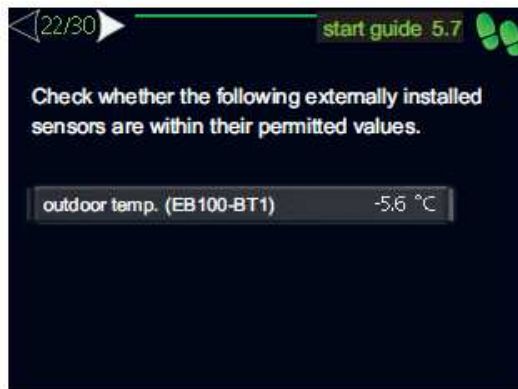 22/30
start guide 5.7
Check whether the following externally installed
sensors are within their permitted values.
outdoor temp. (EB100-BT1) -5.6 °C